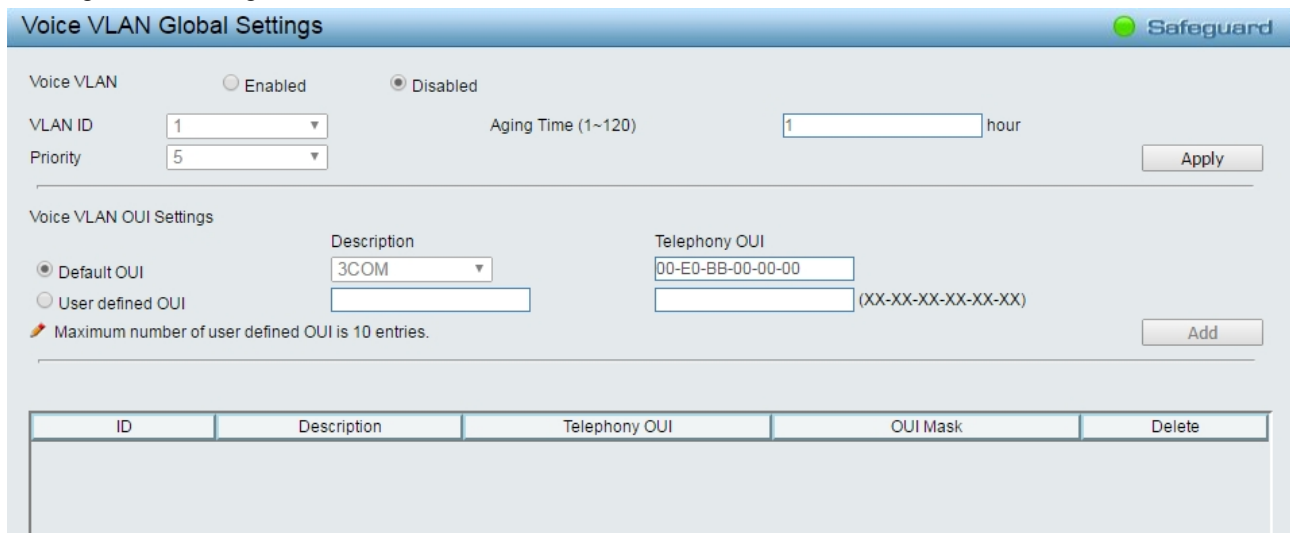 Voice VLAN Global Settings Safeguard
Voice VLAN Enabled Disabled
VLAN ID 1 Aging Time (1~120) 1 hour
Priority 5 Apply
Voice VLAN OUI Settings
Description Telephony OUI
Default OUI 3COM 00-E0-BB-00-00-00
User defined OUI (XX-XX-XX-XX-XX-XX)
Maximum number of user defined OUI is 10 entries. Add
ID Description Telephony OUI OUI Mask Delete